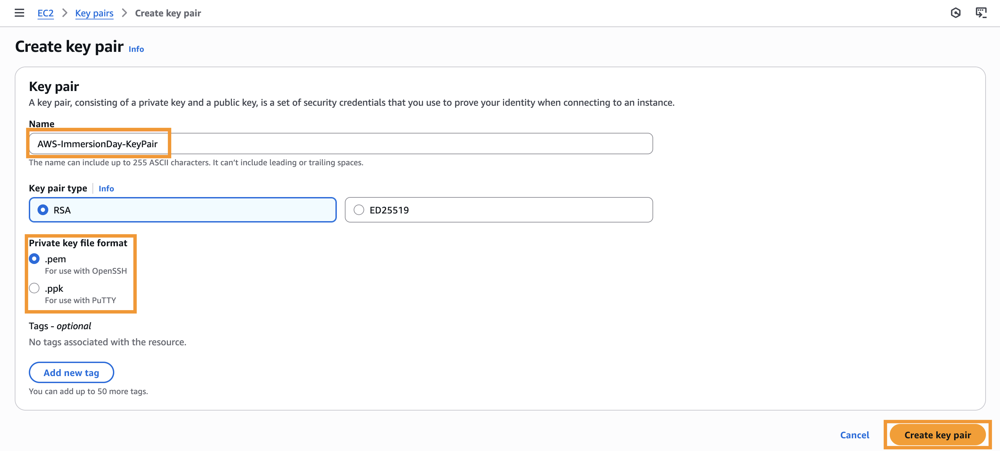 EC2 > Key pairs > Create key pair
Create key pair Info
Key pair
A key pair, consisting of a private key and a public key, is a set of security credentials that you use to prove your identity when connecting to an instance.
Name
AWS-ImmersionDay-KeyPair
The name can include up to 255 ASCII characters. It can’t include leading or trailing spaces.
Key pair type Info
RSA ED25519
Private key file format
.pem
For use with OpenSSH
.ppk
For use with PuTTY
Tags - optional
No tags associated with the resource.
Add new tag
You can add up to 50 more tags.
Cancel Create key pair